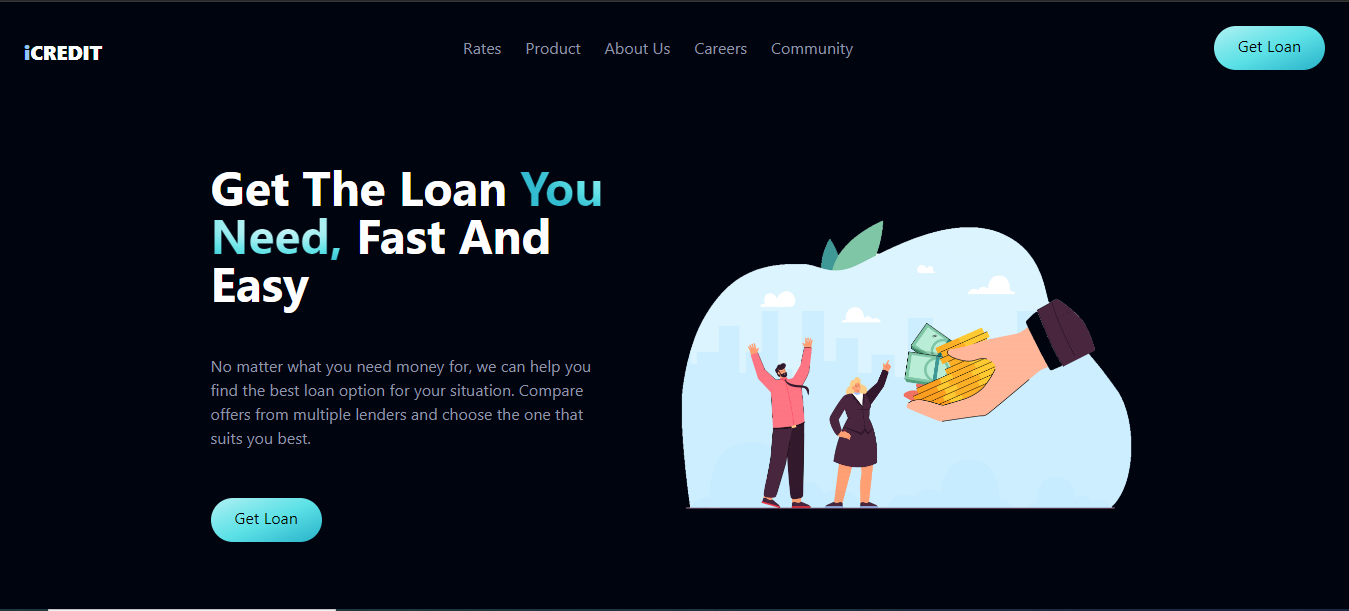 iCREDIT
Rates Product About Us Careers Community
Get Loan
Get The Loan You
Need, Fast And
Easy
No matter what you need money for, we can help you
find the best loan option for your situation. Compare
offers from multiple lenders and choose the one that
suits you best.
Get Loan